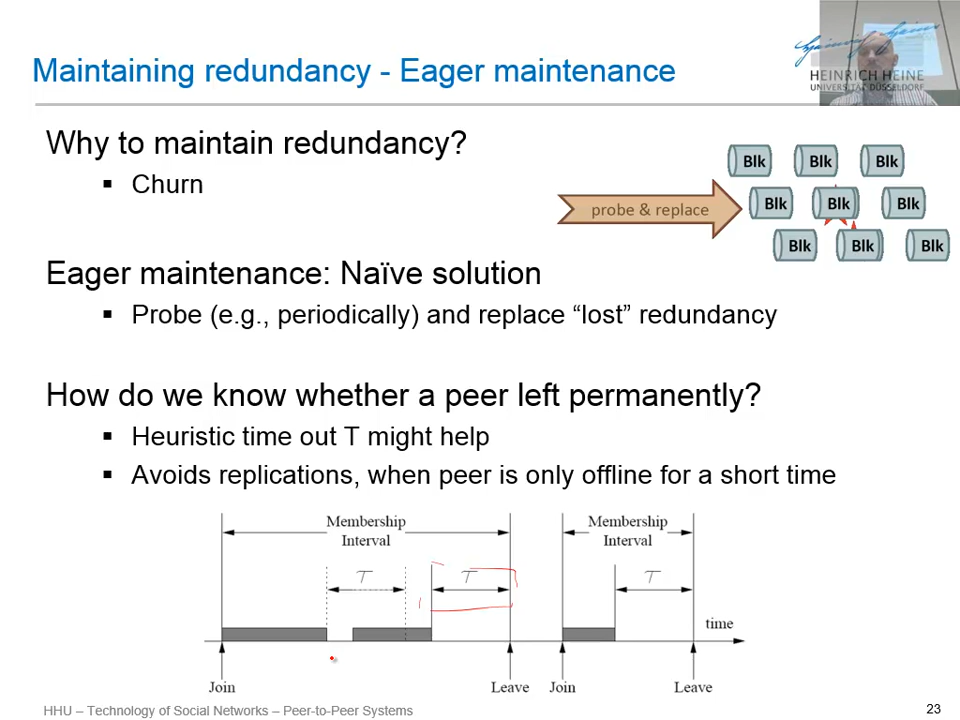 Maintaining redundancy - Eager maintenance
HEINRICH HEINE
UNIVERSITÄT DÜSSELDORF
Why to maintain redundancy?
Churn
probe & replace
Blk Blk Blk
Blk Blk Blk
Blk Blk Blk
Eager maintenance: Naïve solution
Probe (e.g., periodically) and replace “lost” redundancy
How do we know whether a peer left permanently?
Heuristic time out T might help
Avoids replications, when peer is only offline for a short time
Membership Interval
Membership Interval
T T T
time
Join Leave Join Leave
HHU – Technology of Social Networks – Peer-to-Peer Systems
23